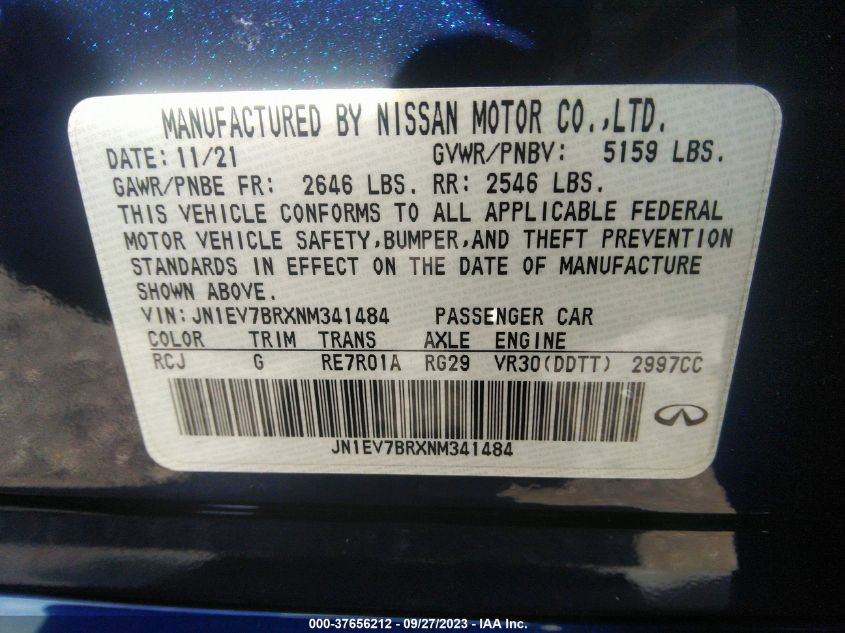 MANUFACTURED BY NISSAN MOTOR CO.,LTD.
DATE: 11/21 GVWR/PNBV: 5159 LBS.
GAWR/PNBE FR: 2646 LBS. RR: 2546 LBS.
THIS VEHICLE CONFORMS TO ALL APPLICABLE FEDERAL
MOTOR VEHICLE SAFETY,BUMPER,AND THEFT PREVENTION
STANDARDS IN EFFECT ON THE DATE OF MANUFACTURE
SHOWN ABOVE.
VIN: JN1EV7BRXNM341484 PASSENGER CAR
COLOR TRIM TRANS AXLE ENGINE
RCJ G RE7R01A RG29 VR30(DDTT) 2997CC
JN1EV7BRXNM341484
000-37656212 - 09/27/2023 - IAA Inc.